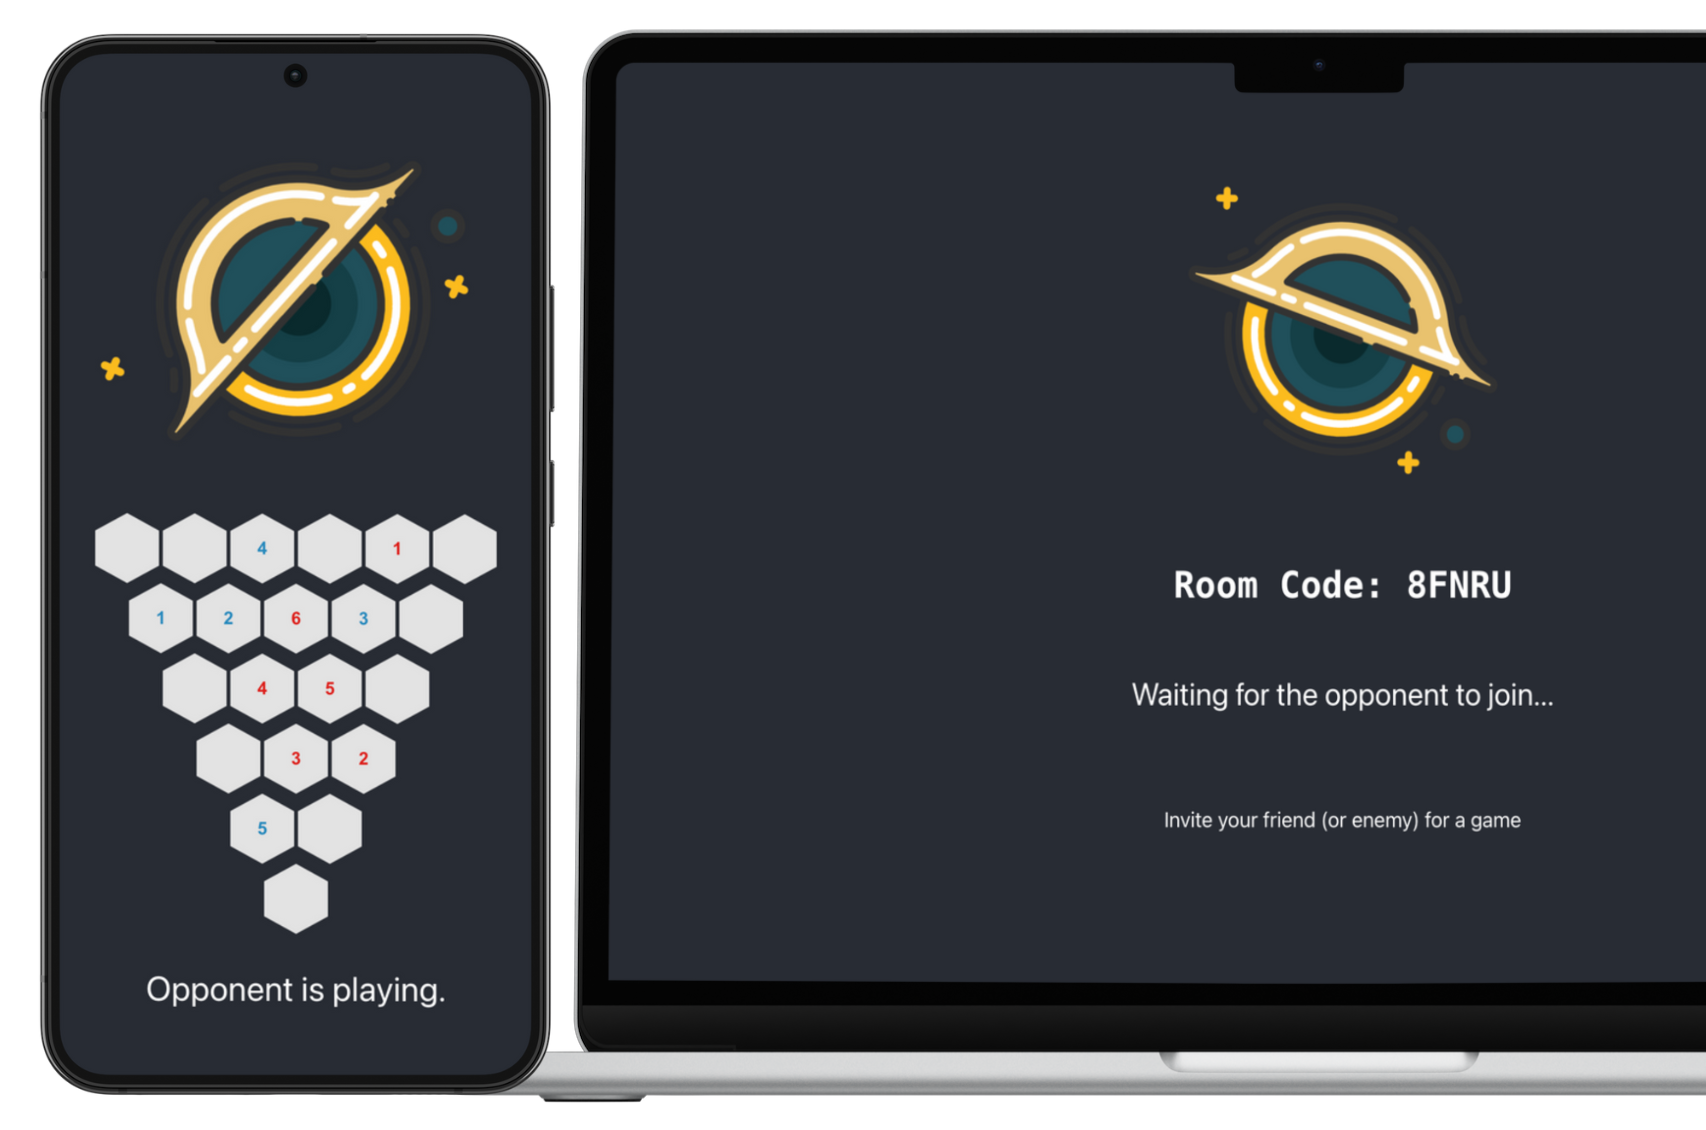 4 1
1 2 6 3
4 5
3 2
5
Opponent is playing.
Room Code: 8FNRU
Waiting for the opponent to join...
Invite your friend (or enemy) for a game